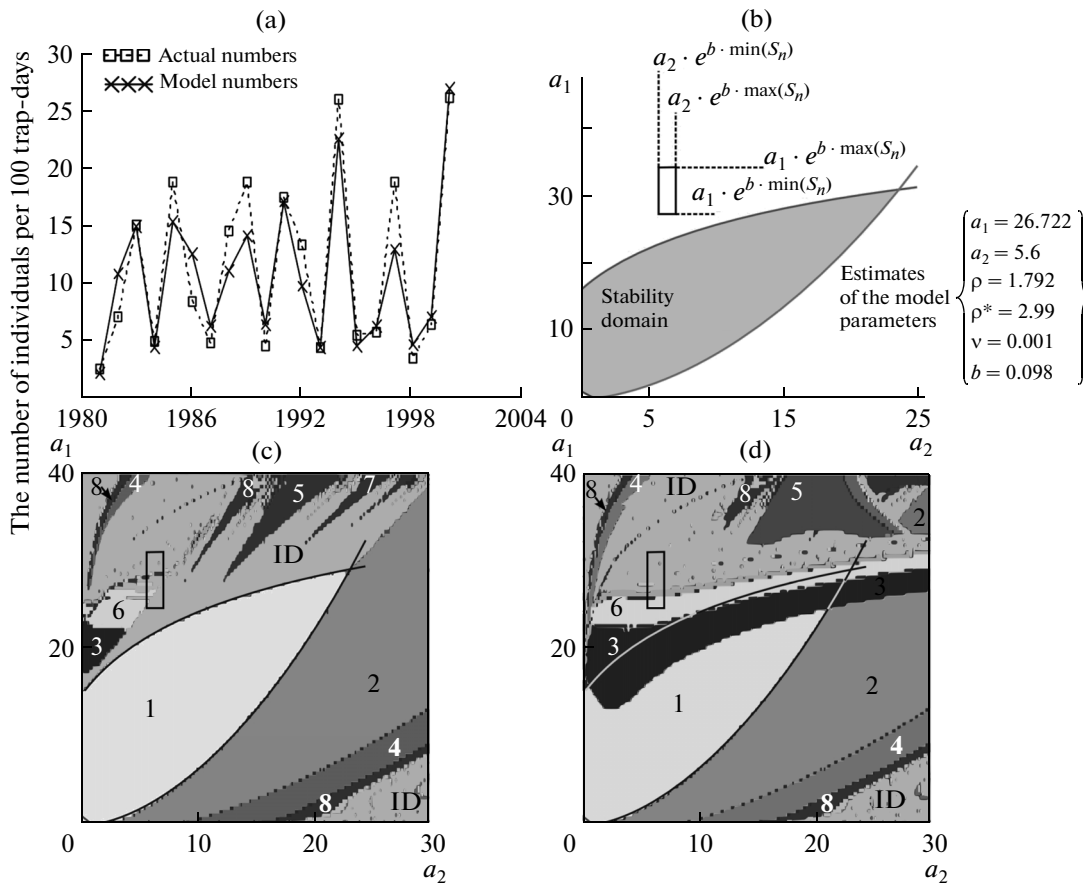 (a)
The number of individuals per 100 trap-days
30
25
20
15
10
5
Actual numbers
Model numbers
1980 1986 1992 1998 2004
(b)
a₁
30
10
0 5 15 25
a₂
a₂ · e^{b · min(Sₙ)}
a₂ · e^{b · max(Sₙ)}
a₁ · e^{b · max(Sₙ)}
a₁ · e^{b · min(Sₙ)}
Stability
domain
Estimates
of the model
parameters
a₁ = 26.722
a₂ = 5.6
ρ = 1.792
ρ* = 2.99
ν = 0.001
b = 0.098
(c)
a₁
40
20
0 10 20 30
a₂
8 4 8 5 7
ID
6
3
1 2
4
8 ID
(d)
a₁
40
20
0 10 20 30
a₂
8 4 ID 8 5
2
6 3
3
1 2
4
8 ID